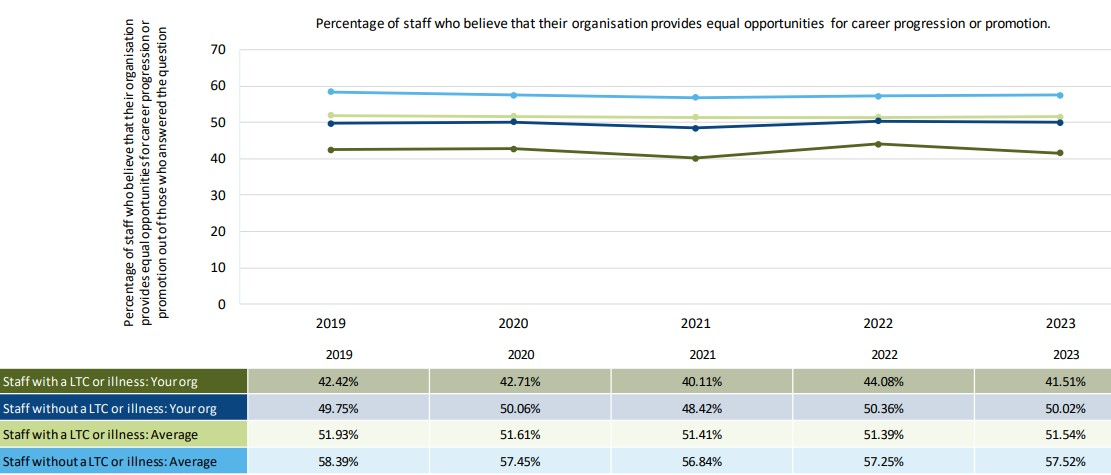 Percentage of staff who believe that their organisation provides equal opportunities for career progression or promotion.
Percentage of staff who believe that their organisation
provides equal opportunities for career progression or
promotion out of those who answered the question
70
60
50
40
30
20
10
0
2019 2020 2021 2022 2023
2019 2020 2021 2022 2023
Staff with a LTC or illness: Your org 42.42% 42.71% 40.11% 44.08% 41.51%
Staff without a LTC or illness: Your org 49.75% 50.06% 48.42% 50.36% 50.02%
Staff with a LTC or illness: Average 51.93% 51.61% 51.41% 51.39% 51.54%
Staff without a LTC or illness: Average 58.39% 57.45% 56.84% 57.25% 57.52%